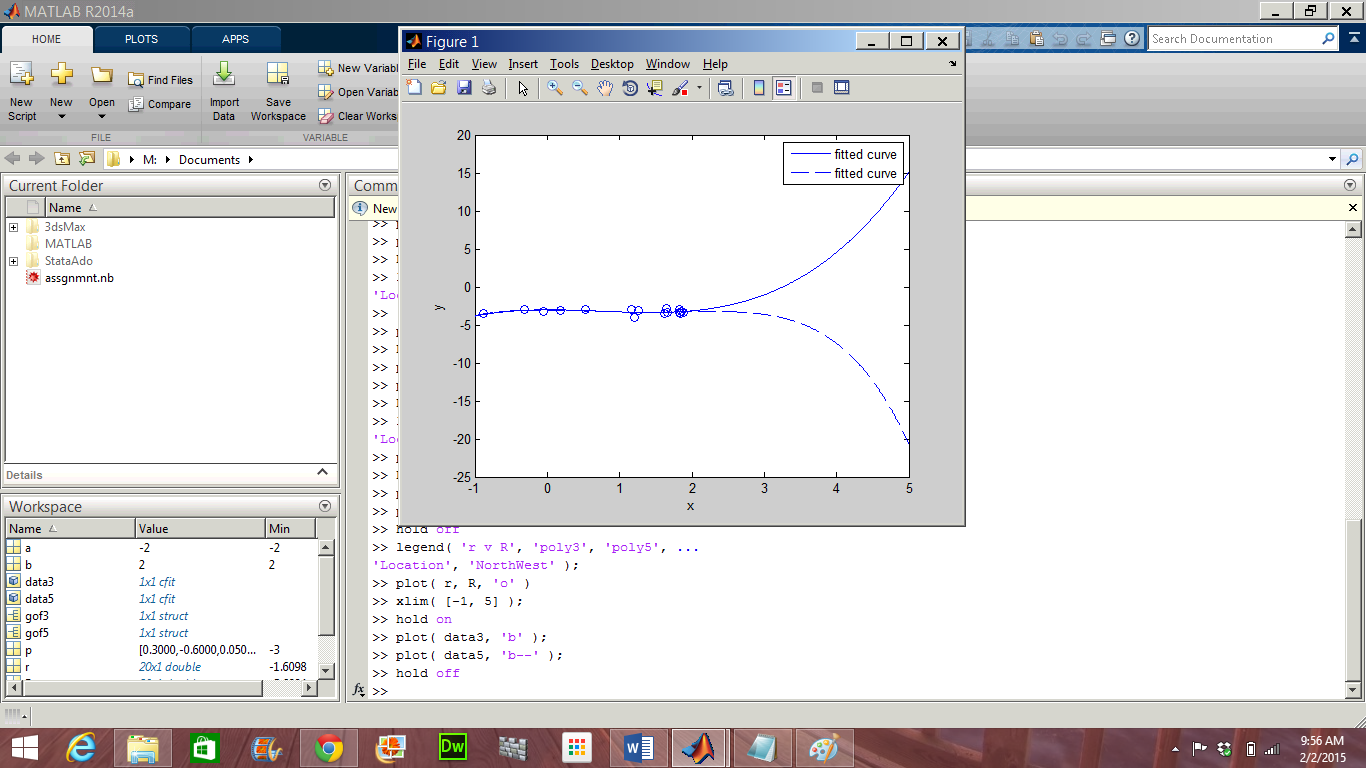 MATLAB R2014a
HOME PLOTS APPS
Search Documentation
New Script
New
Open
Find Files
Compare
Import Data
Save Workspace
New Variab
Open Variab
Clear Works
FILE VARIABLE
M: Documents
Current Folder
Name
3dsMax
MATLAB
StataAdo
assgnmnt.nb
Details
Workspace
Name Value Min
a -2 -2
b 2 2
data3 1x1 cfit
data5 1x1 cfit
gof3 1x1 struct
gof5 1x1 struct
p [0.3000,-0.6000,0.050... -3
r 20x1 double -1.6098
Comm
New
'Loc
'Loc
>> hold off
>> legend( 'r v R', 'poly3', 'poly5', ...
'Location', 'NorthWest' );
>> plot( r, R, 'o' )
>> xlim( [-1, 5] );
>> hold on
>> plot( data3, 'b' );
>> plot( data5, 'b--' );
>> hold off
>>
fx
Figure 1
File Edit View Insert Tools Desktop Window Help
fitted curve
fitted curve
20
15
10
5
0
-5
-10
-15
-20
-25
y
-1 0 1 2 3 4 5
x
Dw
9:56 AM
2/2/2015